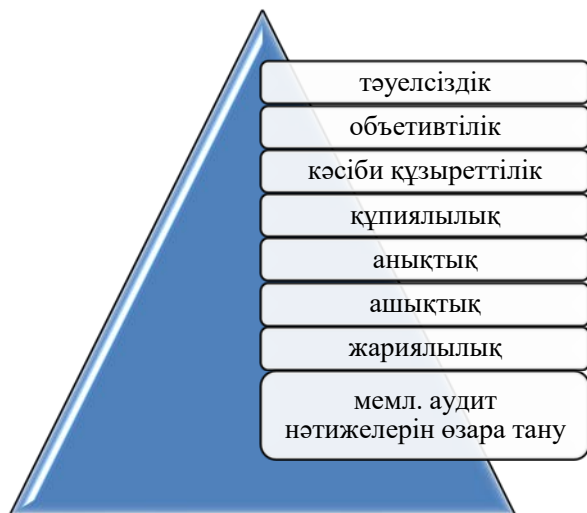 тәуелсіздік
объетивтілік
кәсіби құзыреттілік
құпиялылық
анықтық
ашықтық
жариялылық
мемл. аудит
нәтижелерін өзара тану